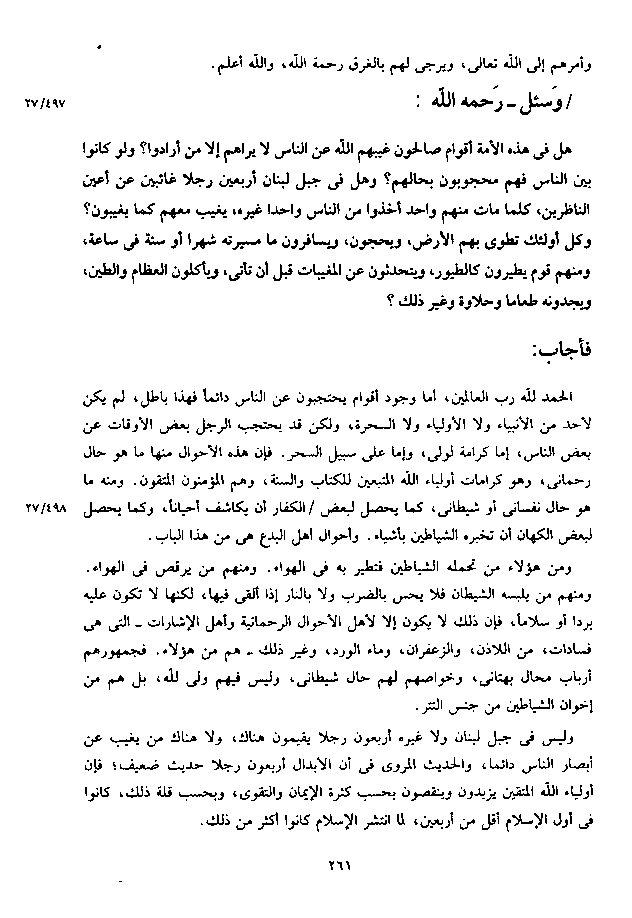 وأمرهم إلى الله تعالى، ويرجى لهم بالغرق رحمة الله، والله أعلم.
٢٧/٤٩٧
/ وَسئل ـ رَحمه الله :
هل فى هذه الأمة أقوام صالحون غيبهم الله عن الناس لا يراهم إلا من أرادوا؟ ولو كانوا
بين الناس فهم محجوبون بحالهم؟ وهل فى جبل لبنان أربعين رجلا غائبين عن أعين
الناظرين، كلما مات منهم واحد أخذوا من الناس واحدا غيره، يغيب معهم كما يغيبون؟
وكل أولئك تطوى بهم الأرض، ويحجون، ويسافرون ما مسيرته شهرا أو سنة فى ساعة،
ومنهم قوم يطيرون كالطيور، ويتحدثون عن المغيبات قبل أن تأتى، ويأكلون العظام والطين،
ويجدونه طعاما وحلاوة وغير ذلك ؟
فأجاب:
الحمد لله رب العالمين، أما وجود أقوام يحتجبون عن الناس دائماً فهذا باطل، لم يكن
لأحد من الأنبياء ولا الأولياء ولا السحرة، ولكن قد يحتجب الرجل بعض الأوقات عن
بعض الناس، إما كرامة لولى، وإما على سبيل السحر. فإن هذه الأحوال منها ما هو حال
رحمانى، وهو كرامات أولياء الله المتبعين للكتاب والسنة، وهم المؤمنون المتقون. ومنه ما
٢٧/٤٩٨
هو حال نفسانى أو شيطانى، كما يحصل لبعض / الكفار أن يكاشف أحياناً، وكما يحصل
لبعض الكهان أن تخبره الشياطين بأشياء. وأحوال أهل البدع هى من هذا الباب.
ومن هؤلاء من تحمله الشياطين فتطير به فى الهواء. ومنهم من يرقص فى الهواء.
ومنهم من يلبسه الشيطان فلا يحس بالضرب ولا بالنار إذا ألقى فيها، لكنها لا تكون عليه
بردا أو سلاماً، فإن ذلك لا يكون إلا لأهل الأحوال الرحمانية وأهل الإشارات ـ التى هى
فسادات، من اللاذن، والزعفران، وماء الورد، وغير ذلك ـ هم من هؤلاء. فجمهورهم
أرباب محال بهتانى، وخواصهم لهم حال شيطانى، وليس فيهم ولى لله، بل هم من
إخوان الشياطين من جنس التتر.
وليس فى جبل لبنان ولا غيره أربعون رجلا يقيمون هناك، ولا هناك من يغيب عن
أبصار الناس دائما، والحديث المروى فى أن الأبدال أربعون رجلا حديث ضعيف؛ فإن
أولياء الله المتقين يزيدون وينقصون بحسب كثرة الإيمان والتقوى، وبحسب قلة ذلك، كانوا
فى أول الإسلام أقل من أربعين، لما انتشر الإسلام كانوا أكثر من ذلك.
٢٦١